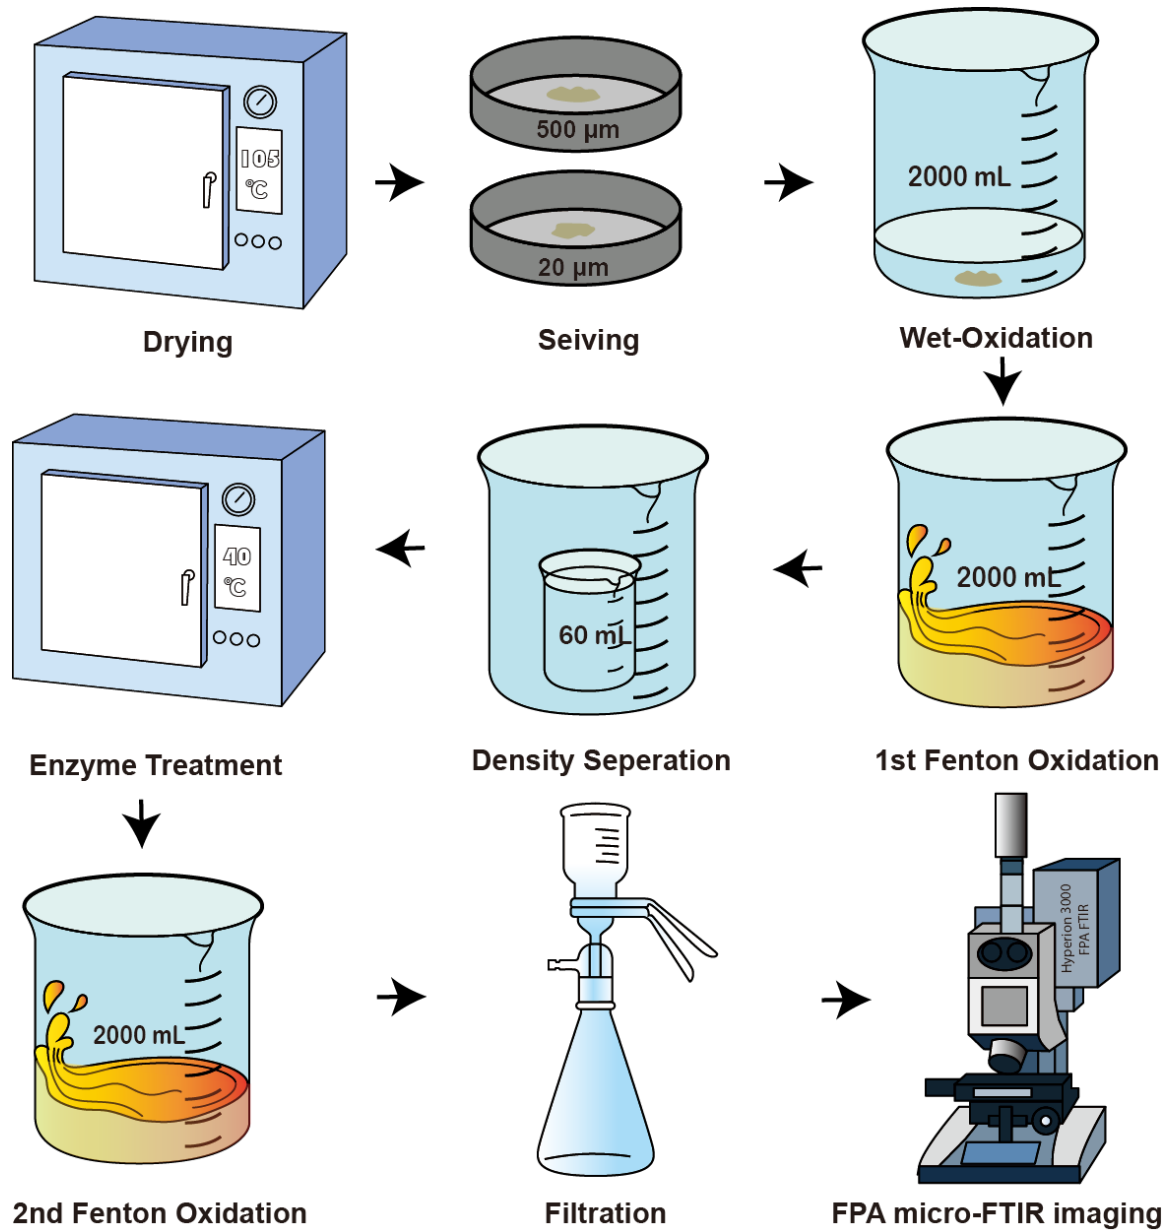 105
°C
500 µm
20 µm
2000 mL
Drying
Seiving
Wet-Oxidation
40
°C
60 mL
2000 mL
Enzyme Treatment
Density Seperation
1st Fenton Oxidation
2000 mL
Hyperion 3000
FPA FTIR
2nd Fenton Oxidation
Filtration
FPA micro-FTIR imaging